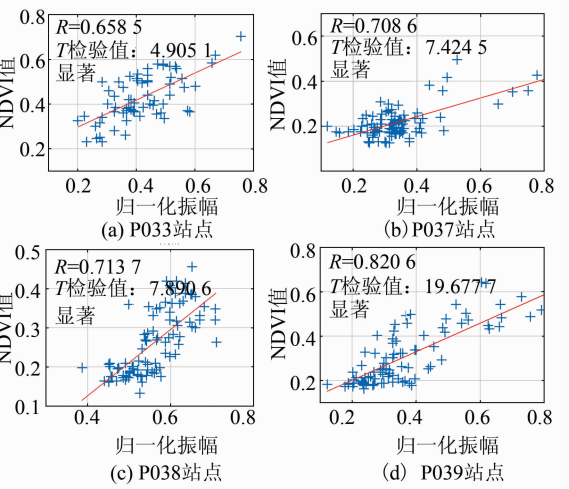 0.8
R=0.658 5
T检验值：4.905 1
显著
0.6
0.4
0.2
NDVI值
0.2 0.4 0.6 0.8
归一化振幅
(a) P033站点
0.8
R=0.708 6
T检验值：7.424 5
显著
0.6
0.4
0.2
NDVI值
0.2 0.4 0.6 0.8
归一化振幅
(b) P037站点
0.5
R=0.713 7
T检验值：7.890 6
显著
0.4
0.3
0.2
0.1
NDVI值
0.4 0.6 0.8
归一化振幅
(c) P038站点
0.8
R=0.820 6
T检验值：19.677 7
显著
0.6
0.4
0.2
NDVI值
0.2 0.4 0.6 0.8
归一化振幅
(d) P039站点